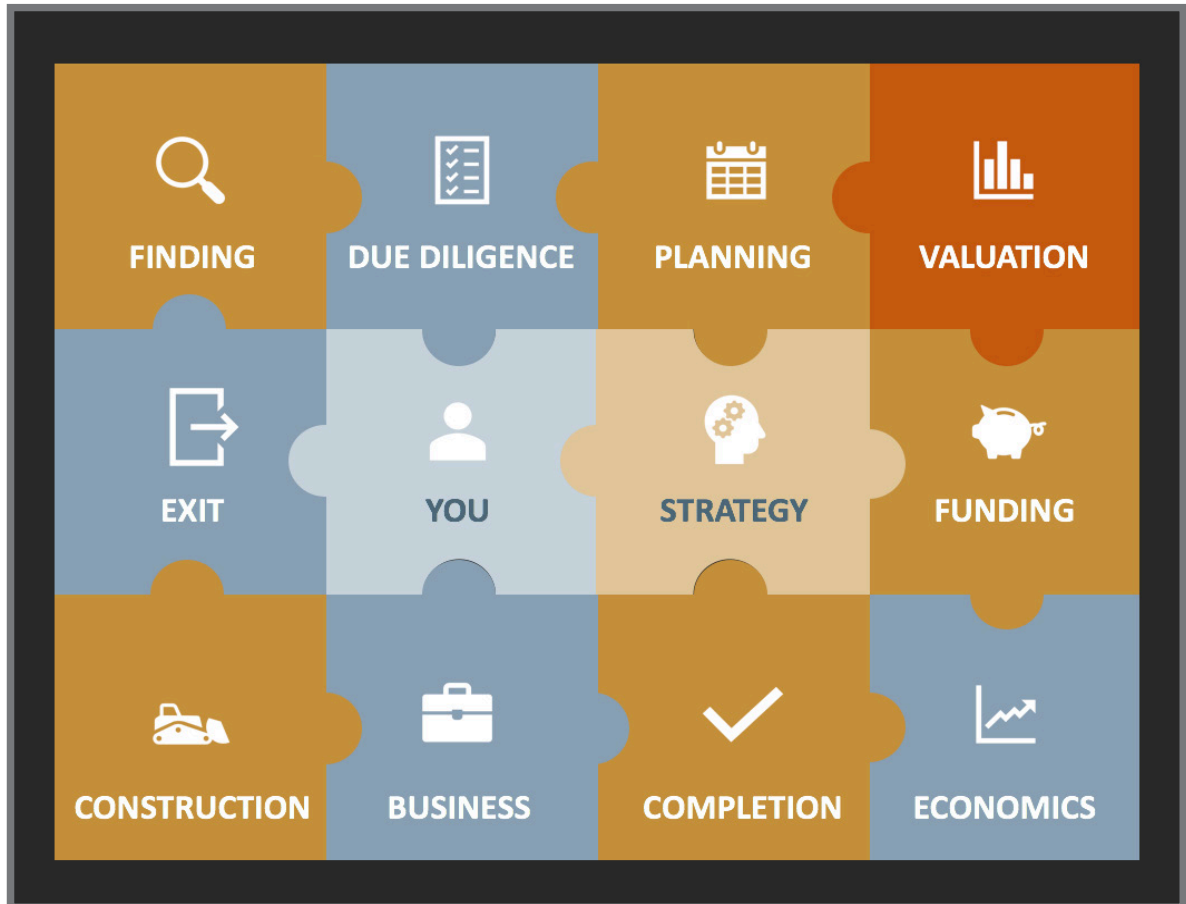 FINDING
DUE DILIGENCE
PLANNING
VALUATION
EXIT
YOU
STRATEGY
FUNDING
CONSTRUCTION
BUSINESS
COMPLETION
ECONOMICS